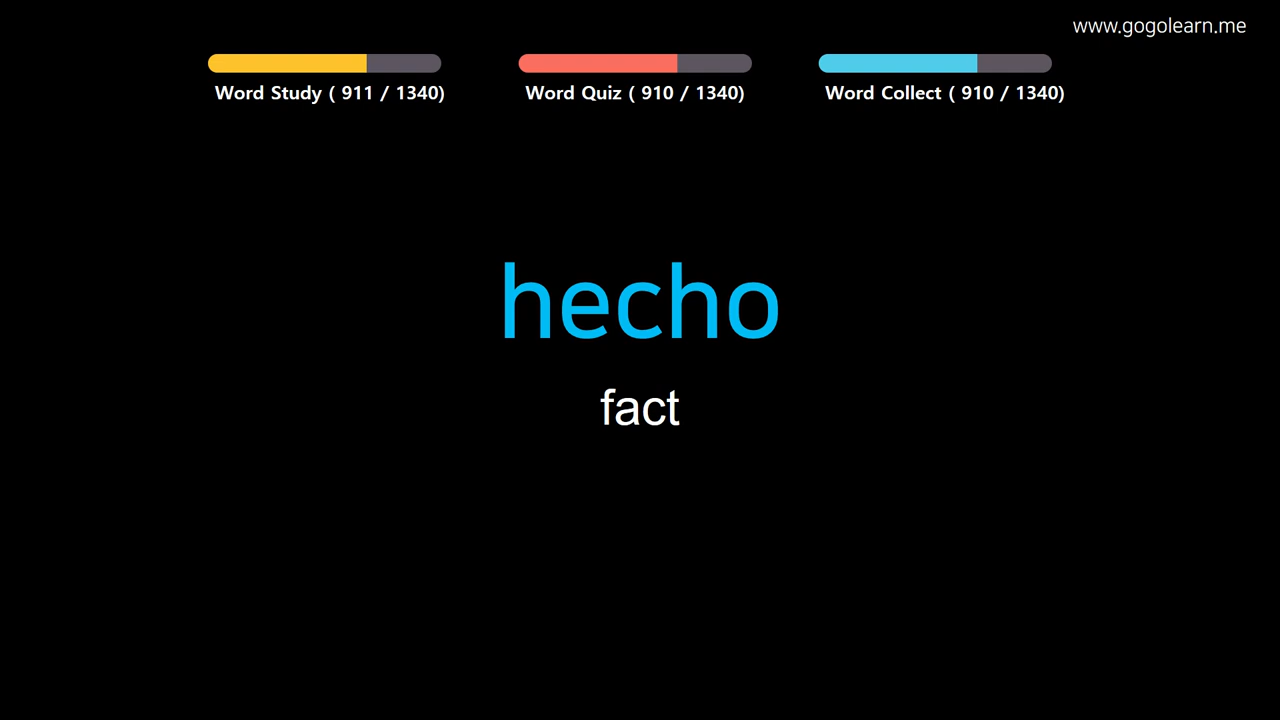 www.gogolearn.me
Word Study ( 911 / 1340)
Word Quiz ( 910 / 1340)
Word Collect ( 910 / 1340)
hecho
fact